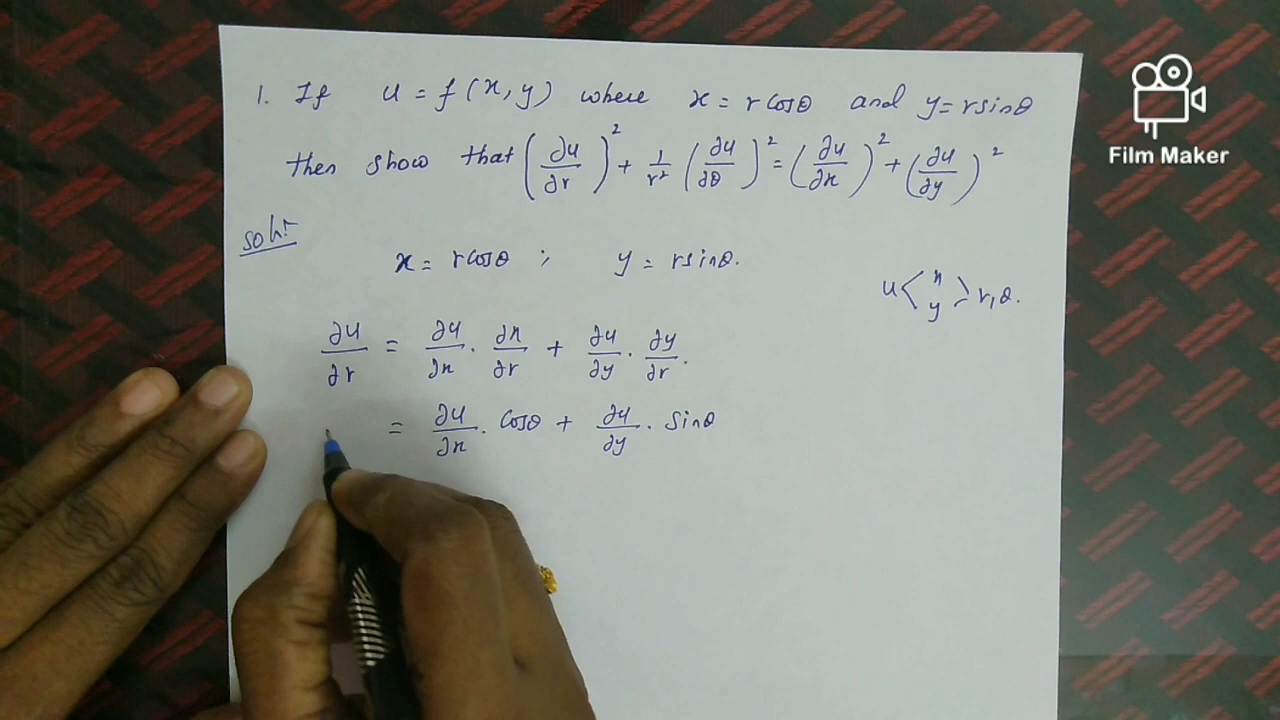 1. If u = f(x, y) where x = r cosθ and y = r sinθ
then show that (∂u/∂r)² + 1/r² (∂u/∂θ)² = (∂u/∂x)² + (∂u/∂y)²
Soln:
x = r cosθ ; y = r sinθ.
u < x y > r, θ.
∂u/∂r = ∂u/∂x · ∂x/∂r + ∂u/∂y · ∂y/∂r.
= ∂u/∂x · cosθ + ∂u/∂y · sinθ
Film Maker